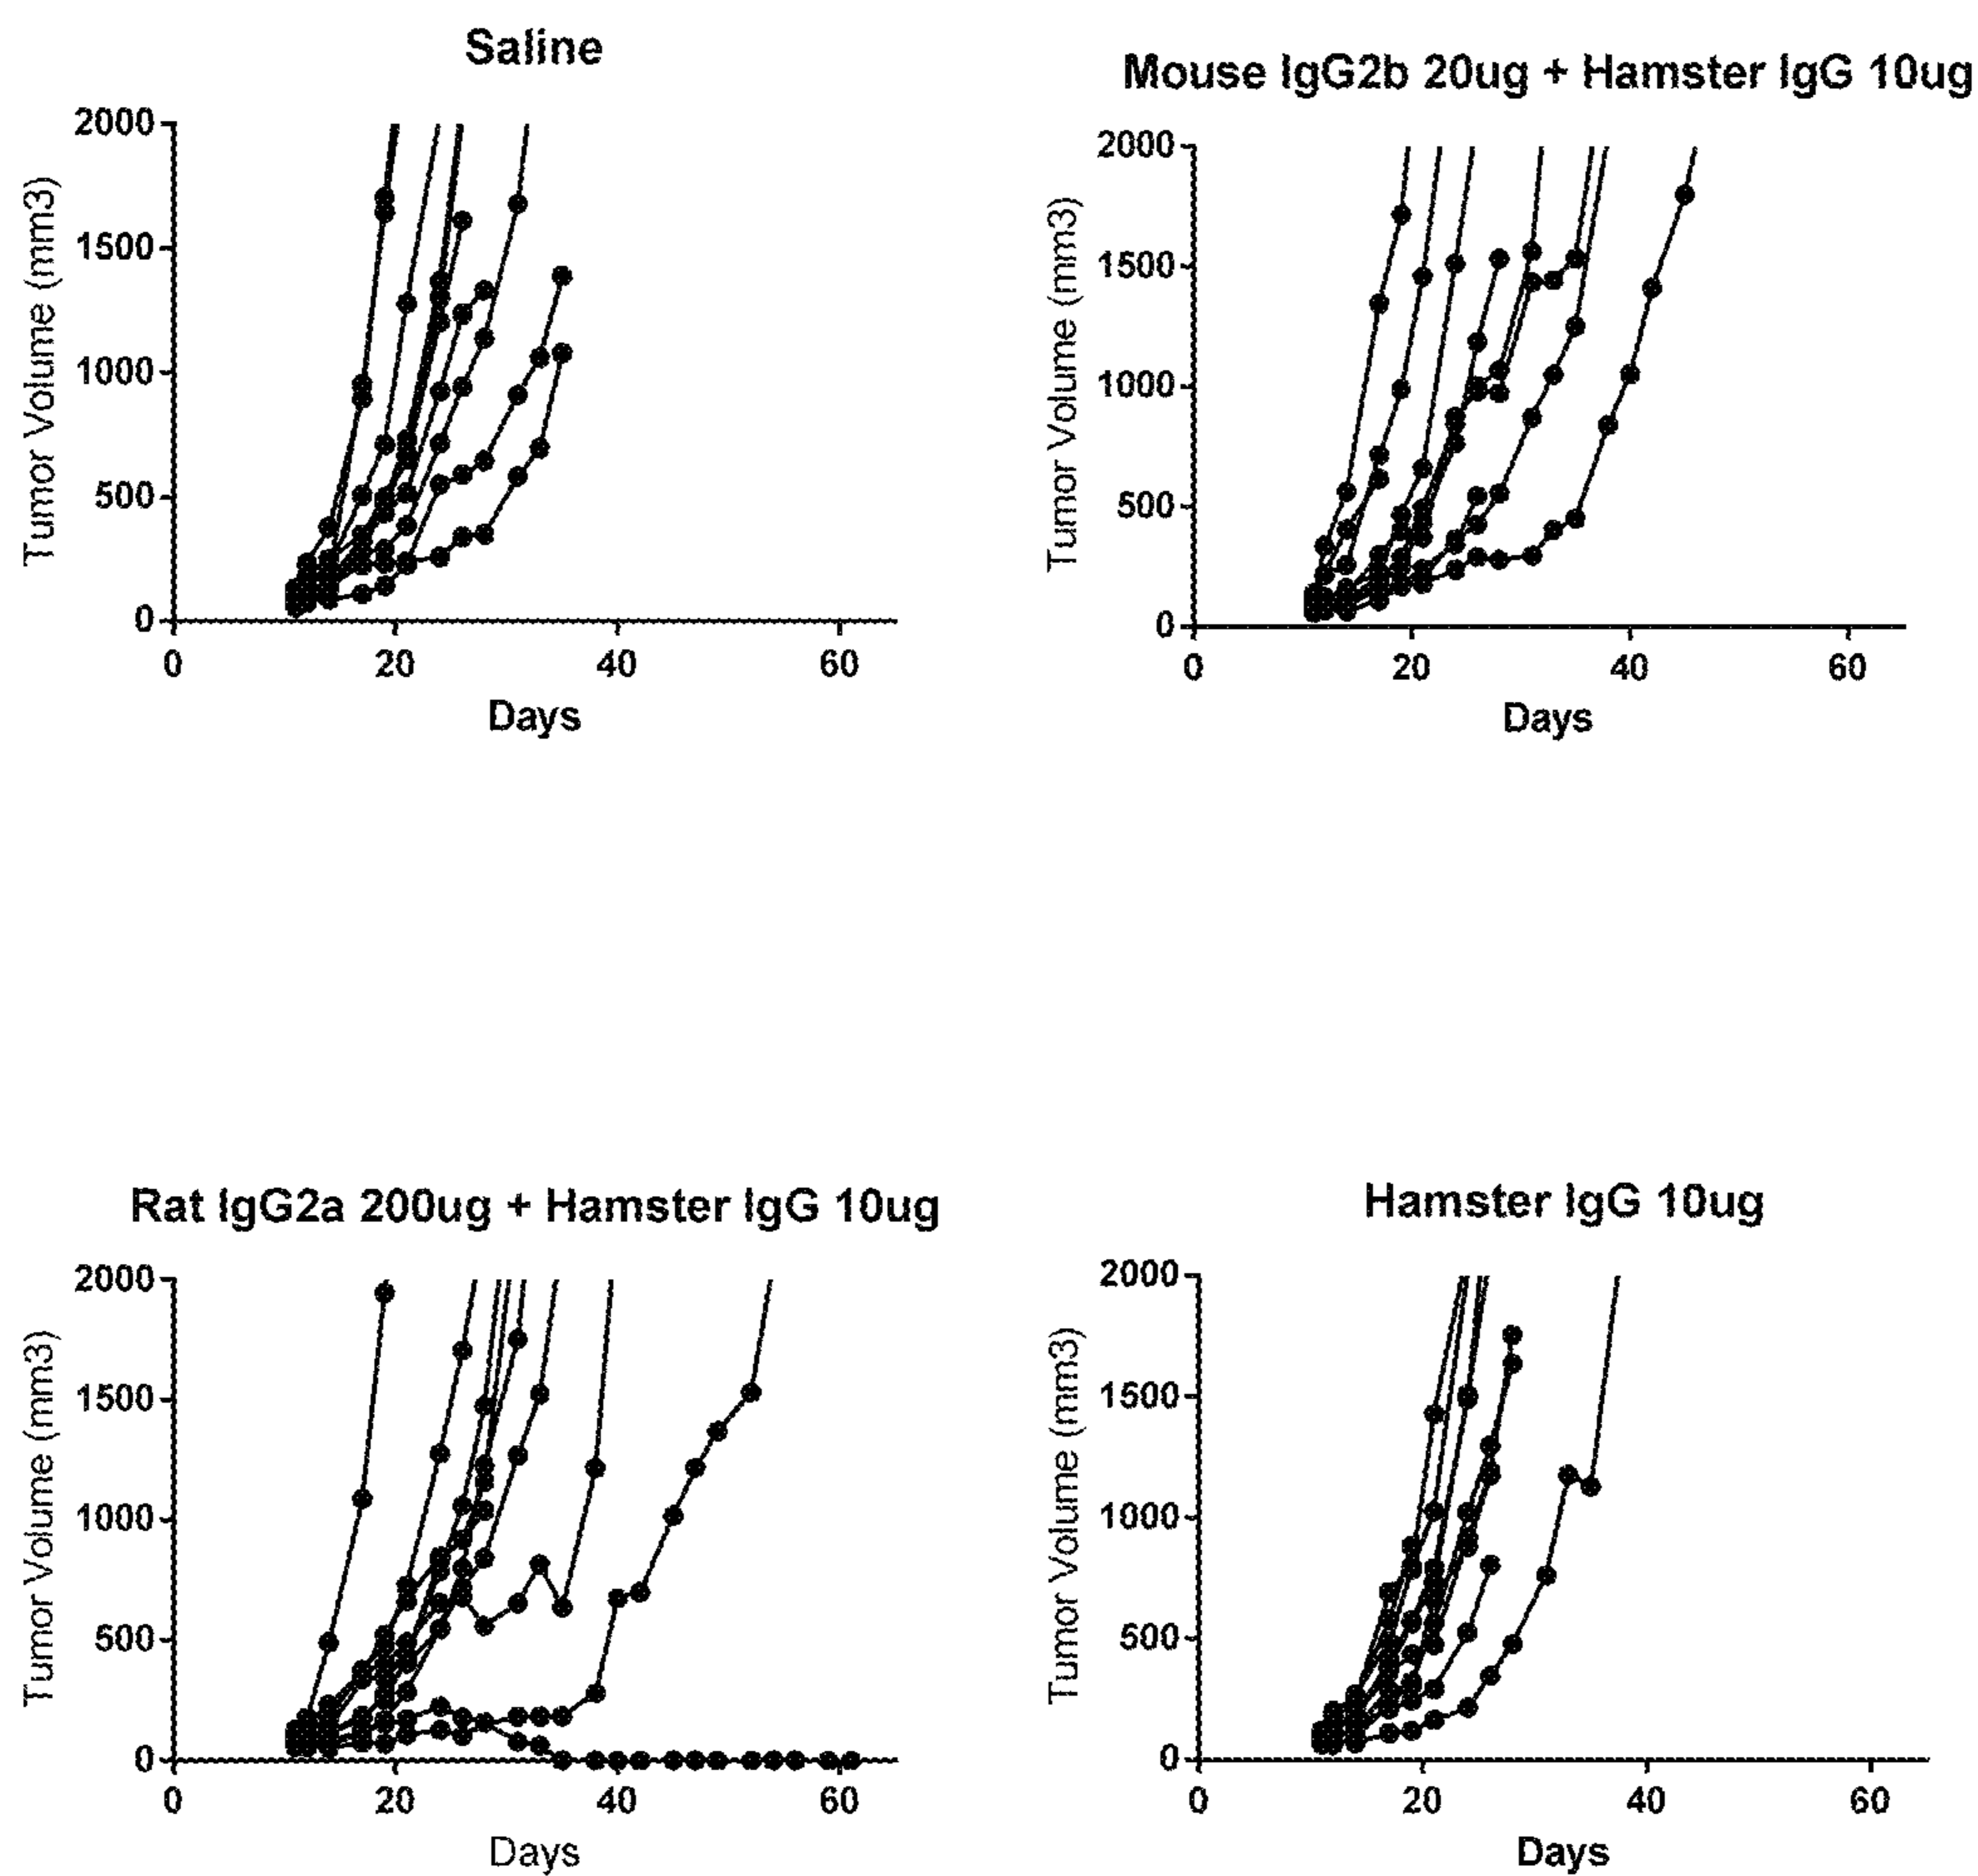 Saline
Tumor Volume (mm3)
2000
1500
1000
500
0
0 20 40 60
Days
Mouse IgG2b 20ug + Hamster IgG 10ug
Tumor Volume (mm3)
2000
1500
1000
500
0
0 20 40 60
Days
Rat IgG2a 200ug + Hamster IgG 10ug
Tumor Volume (mm3)
2000
1500
1000
500
0
0 20 40 60
Days
Hamster IgG 10ug
Tumor Volume (mm3)
2000
1500
1000
500
0
0 20 40 60
Days